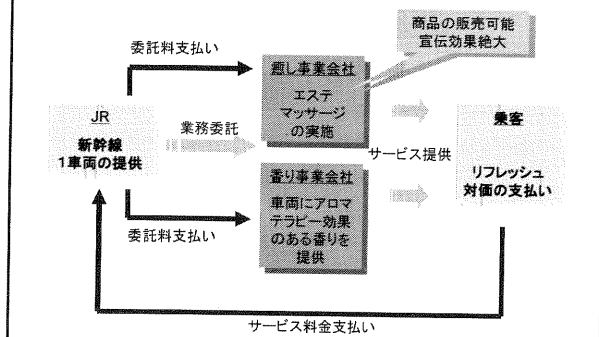 商品の販売可能
宣伝効果絶大
委託料支払い
癒し事業会社
エステ
マッサージ
の実施
JR
新幹線
1車両の提供
業務委託
サービス提供
乗客
リフレッシュ
対価の支払い
香り事業会社
車両にアロマ
テラピー効果
のある香りを
提供
委託料支払い
サービス料金支払い